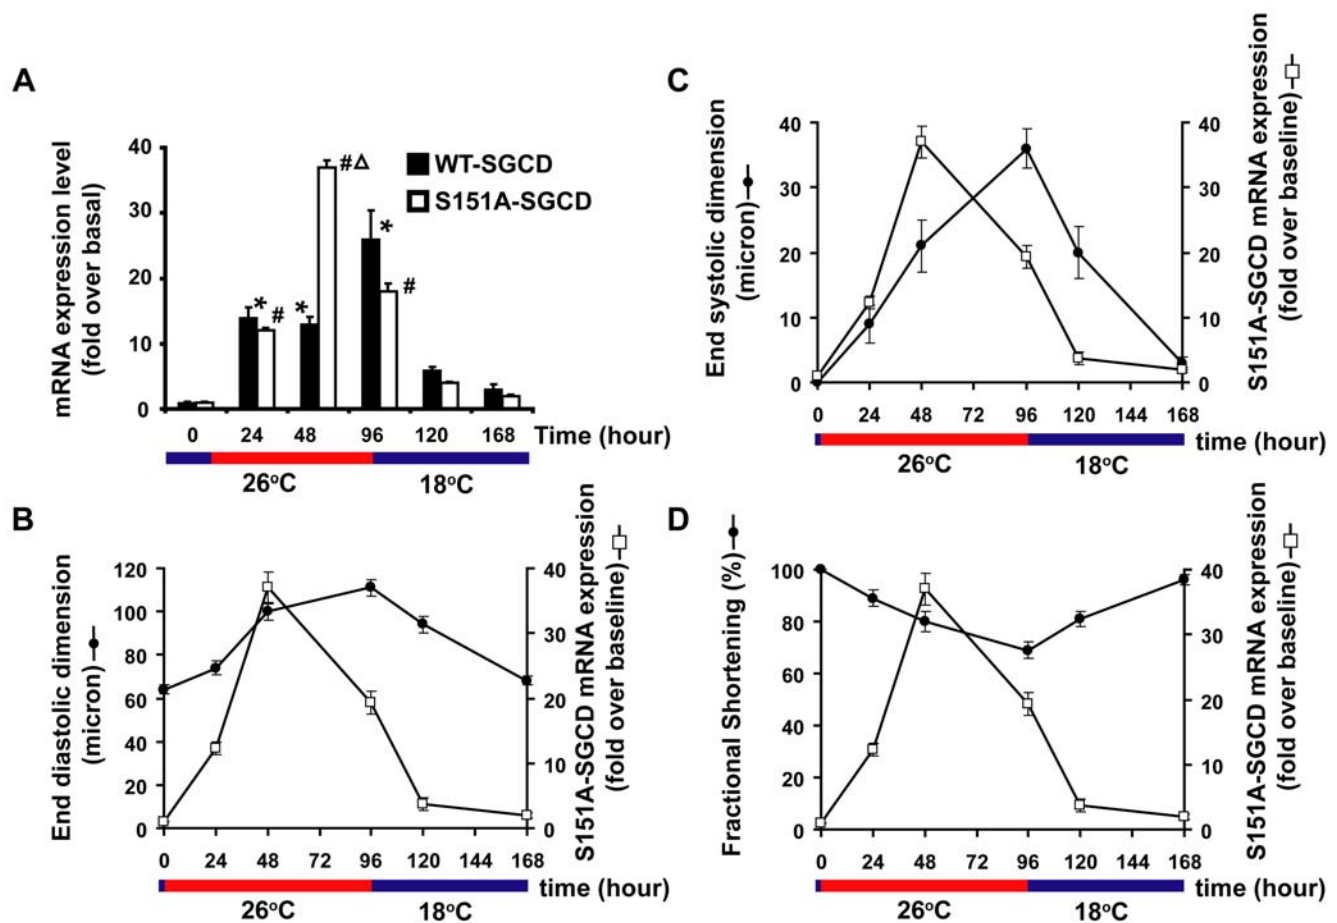 A
mRNA expression level
(fold over basal)
40
30
20
10
0
WT-SGCD
S151A-SGCD
*
#
*
#Δ
*
#
0 24 48 96 120 168 Time (hour)
26°C 18°C
B
End diastolic dimension
(micron)
120
100
80
60
40
20
0
S151A-SGCD mRNA expression
(fold over baseline)
40
30
20
10
0
0 24 48 72 96 120 144 168
time (hour)
26°C 18°C
C
End systolic dimension
(micron)
40
30
20
10
0
S151A-SGCD mRNA expression
(fold over baseline)
40
30
20
10
0
0 24 48 72 96 120 144 168
time (hour)
26°C 18°C
D
Fractional Shortening (%)
100
80
60
40
20
0
S151A-SGCD mRNA expression
(fold over baseline)
40
30
20
10
0
0 24 48 72 96 120 144 168
time (hour)
26°C 18°C